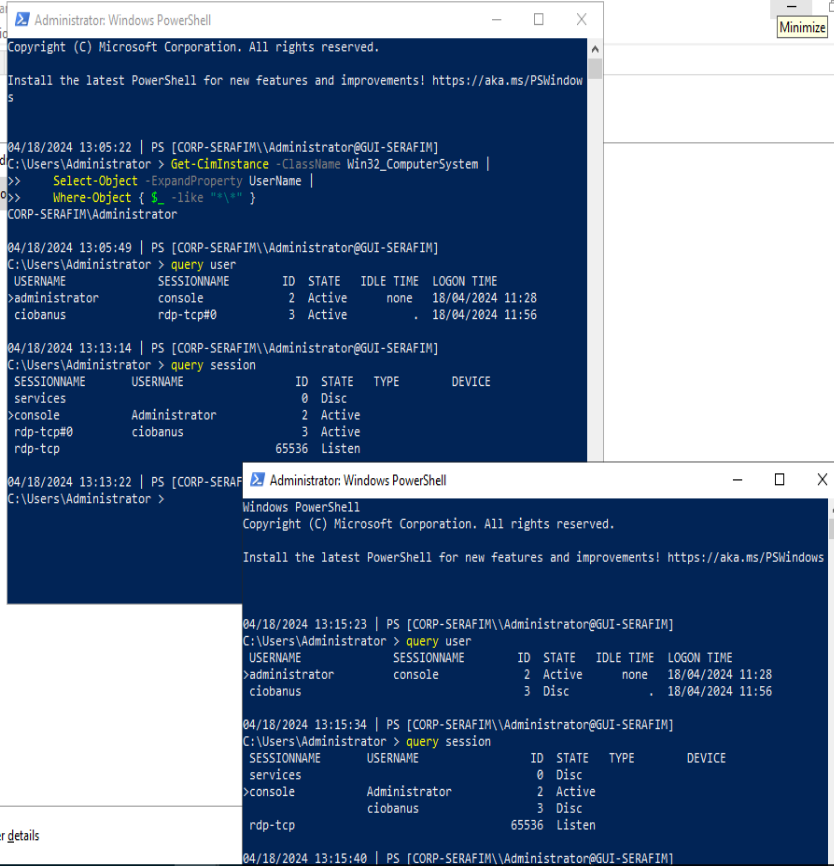 Administrator: Windows PowerShell
Minimize
Copyright (C) Microsoft Corporation. All rights reserved.
Install the latest PowerShell for new features and improvements! https://aka.ms/PSWindow
s
04/18/2024 13:05:22 | PS [CORP-SERAFIM\\Administrator@GUI-SERAFIM]
C:\Users\Administrator > Get-CimInstance -ClassName Win32_ComputerSystem |
>>     Select-Object -ExpandProperty UserName |
>>     Where-Object { $_ -like "*\*" }
CORP-SERAFIM\Administrator
04/18/2024 13:05:49 | PS [CORP-SERAFIM\\Administrator@GUI-SERAFIM]
C:\Users\Administrator > query user
USERNAME SESSIONNAME ID STATE IDLE TIME LOGON TIME
>administrator console 2 Active none 18/04/2024 11:28
ciobanus rdp-tcp#0 3 Active . 18/04/2024 11:56
04/18/2024 13:13:14 | PS [CORP-SERAFIM\\Administrator@GUI-SERAFIM]
C:\Users\Administrator > query session
SESSIONNAME USERNAME ID STATE TYPE DEVICE
services 0 Disc
>console Administrator 2 Active
rdp-tcp#0 ciobanus 3 Active
rdp-tcp 65536 Listen
04/18/2024 13:13:22 | PS [CORP-SERAF
C:\Users\Administrator >
Administrator: Windows PowerShell
Windows PowerShell
Copyright (C) Microsoft Corporation. All rights reserved.
Install the latest PowerShell for new features and improvements! https://aka.ms/PSWindows
04/18/2024 13:15:23 | PS [CORP-SERAFIM\\Administrator@GUI-SERAFIM]
C:\Users\Administrator > query user
USERNAME SESSIONNAME ID STATE IDLE TIME LOGON TIME
>administrator console 2 Active none 18/04/2024 11:28
ciobanus 3 Disc . 18/04/2024 11:56
04/18/2024 13:15:34 | PS [CORP-SERAFIM\\Administrator@GUI-SERAFIM]
C:\Users\Administrator > query session
SESSIONNAME USERNAME ID STATE TYPE DEVICE
services 0 Disc
>console Administrator 2 Active
ciobanus 3 Disc
rdp-tcp 65536 Listen
04/18/2024 13:15:40 | PS [CORP-SERAFIM\\Administrator@GUI-SERAFIM]
r details